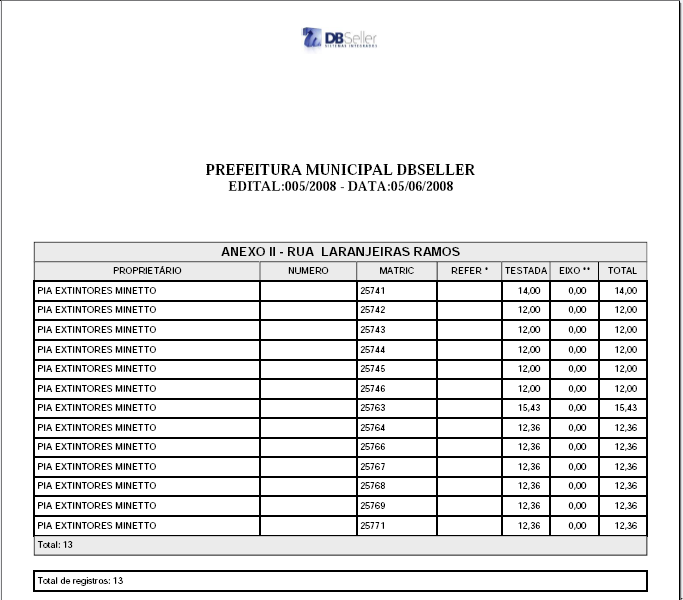 DBSeller
SISTEMAS INTEGRADOS
PREFEITURA MUNICIPAL DBSELLER
EDITAL:005/2008 - DATA:05/06/2008
ANEXO II - RUA LARANJEIRAS RAMOS
PROPRIETÁRIO NUMERO MATRIC REFER * TESTADA EIXO ** TOTAL
PIA EXTINTORES MINETTO 25741 14,00 0,00 14,00
PIA EXTINTORES MINETTO 25742 12,00 0,00 12,00
PIA EXTINTORES MINETTO 25743 12,00 0,00 12,00
PIA EXTINTORES MINETTO 25744 12,00 0,00 12,00
PIA EXTINTORES MINETTO 25745 12,00 0,00 12,00
PIA EXTINTORES MINETTO 25746 12,00 0,00 12,00
PIA EXTINTORES MINETTO 25763 15,43 0,00 15,43
PIA EXTINTORES MINETTO 25764 12,36 0,00 12,36
PIA EXTINTORES MINETTO 25766 12,36 0,00 12,36
PIA EXTINTORES MINETTO 25767 12,36 0,00 12,36
PIA EXTINTORES MINETTO 25768 12,36 0,00 12,36
PIA EXTINTORES MINETTO 25769 12,36 0,00 12,36
PIA EXTINTORES MINETTO 25771 12,36 0,00 12,36
Total: 13
Total de registros: 13